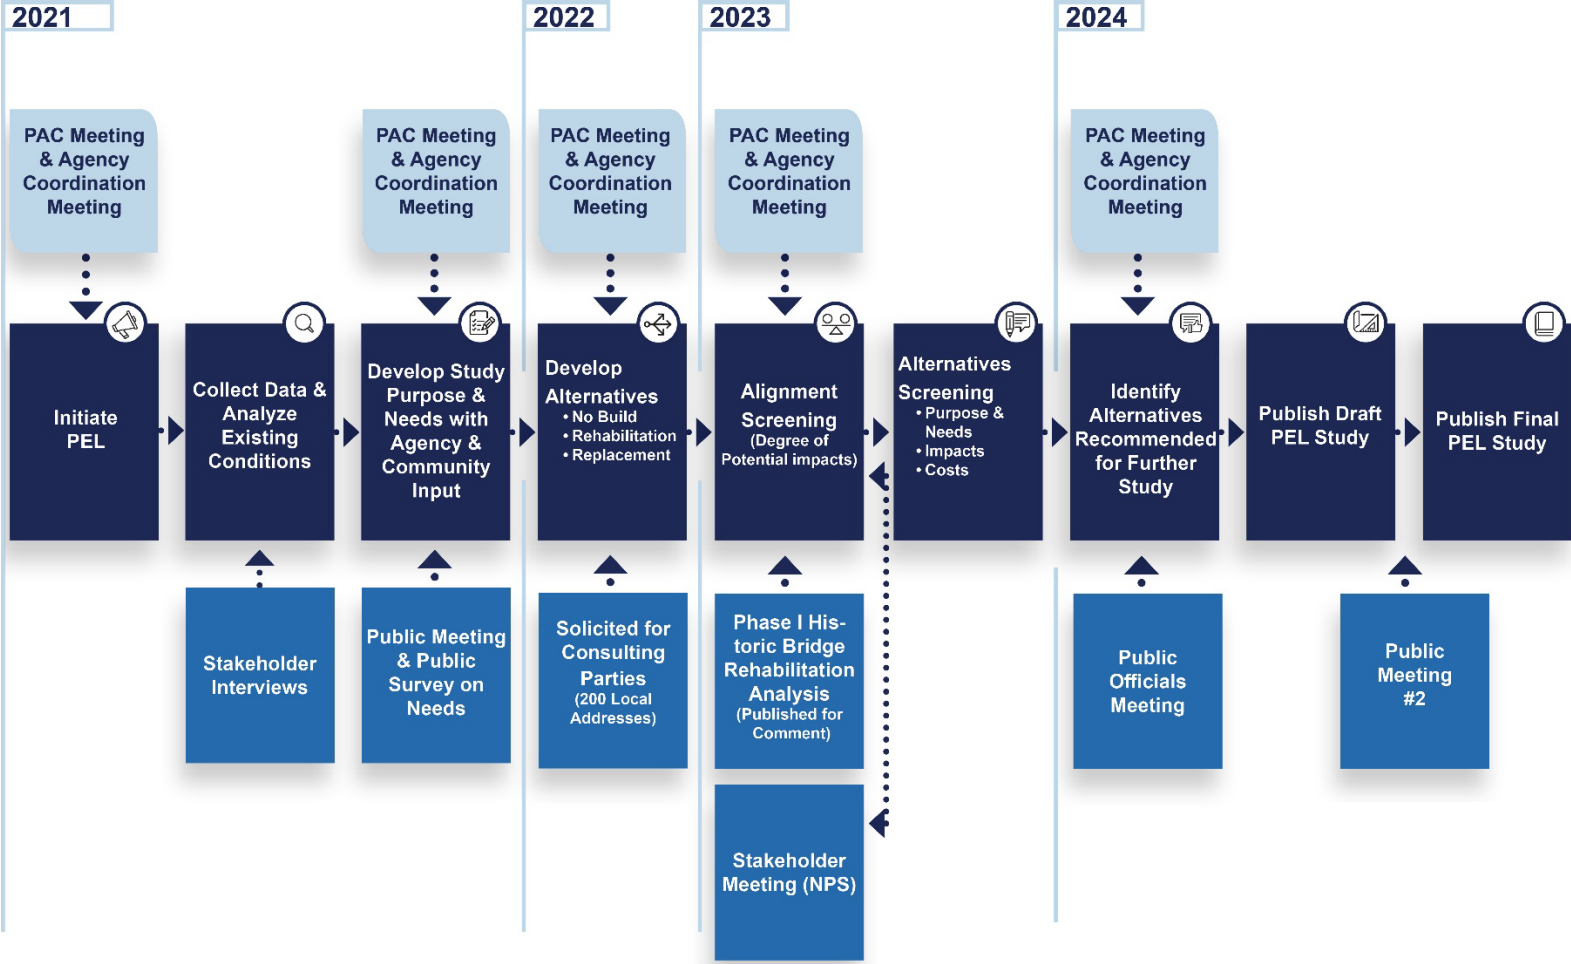 2021
2022
2023
2024
PAC Meeting
& Agency
Coordination
Meeting
PAC Meeting
& Agency
Coordination
Meeting
PAC Meeting
& Agency
Coordination
Meeting
PAC Meeting
& Agency
Coordination
Meeting
PAC Meeting
& Agency
Coordination
Meeting
Initiate
PEL
Collect Data &
Analyze
Existing
Conditions
Develop Study
Purpose &
Needs with
Agency &
Community
Input
Develop
Alternatives
• No Build
• Rehabilitation
• Replacement
Alignment
Screening
(Degree of
Potential impacts)
Alternatives
Screening
• Purpose &
Needs
• Impacts
• Costs
Identify
Alternatives
Recommended
for Further
Study
Publish Draft
PEL Study
Publish Final
PEL Study
Stakeholder
Interviews
Public Meeting
& Public
Survey on
Needs
Solicited for
Consulting
Parties
(200 Local
Addresses)
Phase I His-
toric Bridge
Rehabilitation
Analysis
(Published for
Comment)
Stakeholder
Meeting (NPS)
Public
Officials
Meeting
Public
Meeting
#2